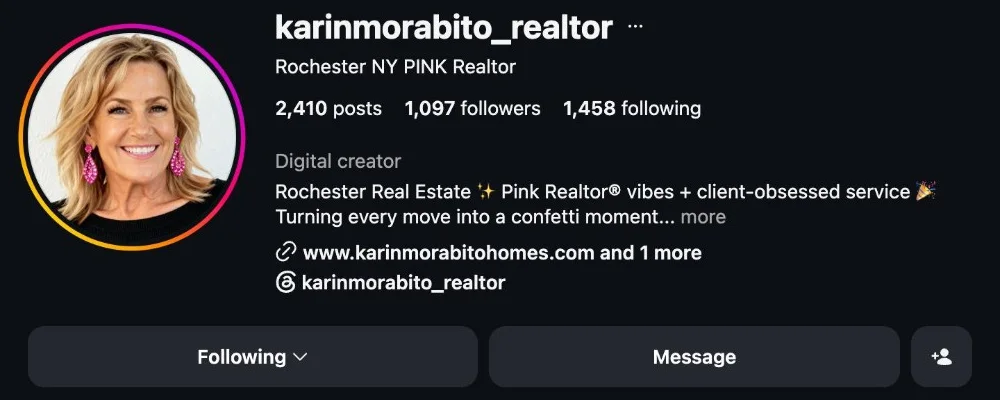 karinmorabito_realtor ...
Rochester NY PINK Realtor
2,410 posts 1,097 followers 1,458 following
Digital creator
Rochester Real Estate ✨ Pink Realtor® vibes + client-obsessed service 🎉
Turning every move into a confetti moment... more
www.karinmorabitohomes.com and 1 more
karinmorabito_realtor
Following
Message